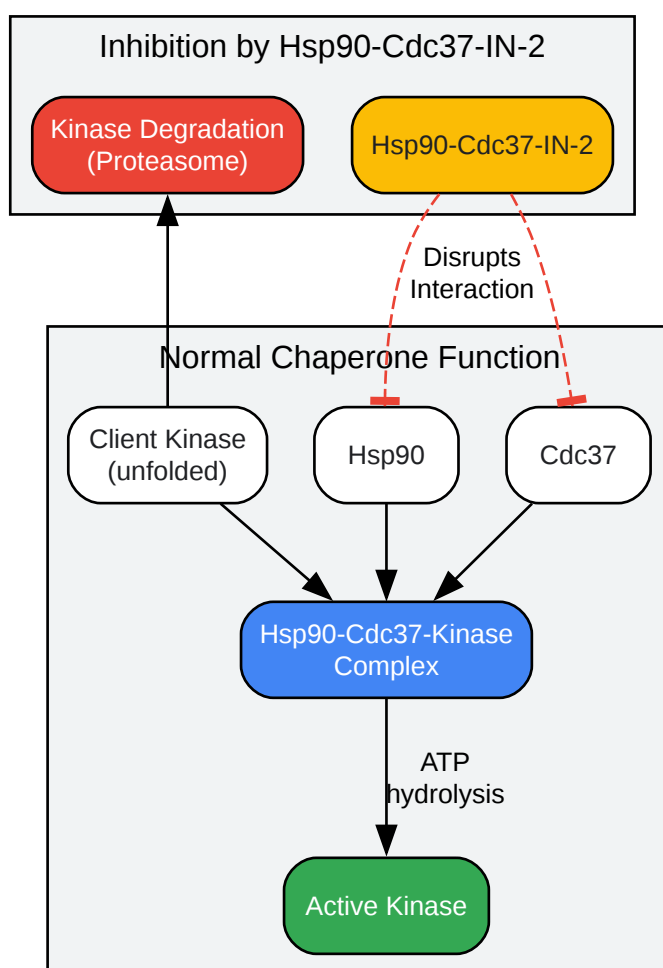 Inhibition by Hsp90-Cdc37-IN-2
Kinase Degradation
(Proteasome)
Hsp90-Cdc37-IN-2
Disrupts
Interaction
Normal Chaperone Function
Client Kinase
(unfolded)
Hsp90
Cdc37
Hsp90-Cdc37-Kinase
Complex
ATP
hydrolysis
Active Kinase